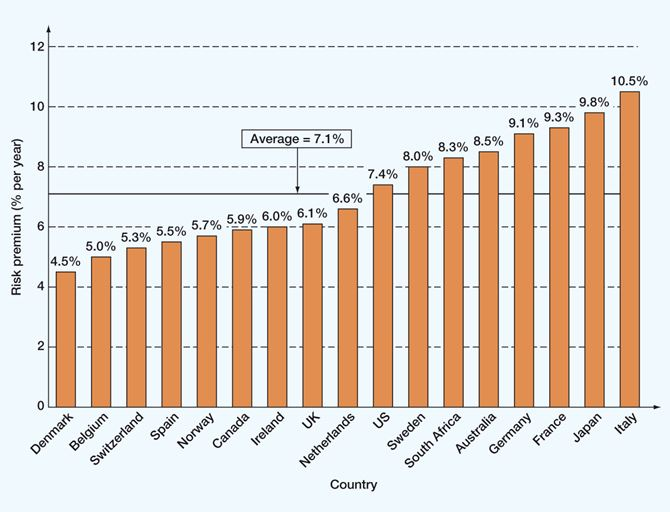 12
10
8
6
4
2
0
Risk premium (% per year)
Average = 7.1%
4.5%
5.0%
5.3%
5.5%
5.7%
5.9%
6.0%
6.1%
6.6%
7.4%
8.0%
8.3%
8.5%
9.1%
9.3%
9.8%
10.5%
Denmark
Belgium
Switzerland
Spain
Norway
Canada
Ireland
UK
Netherlands
US
Sweden
South Africa
Australia
Germany
France
Japan
Italy
Country